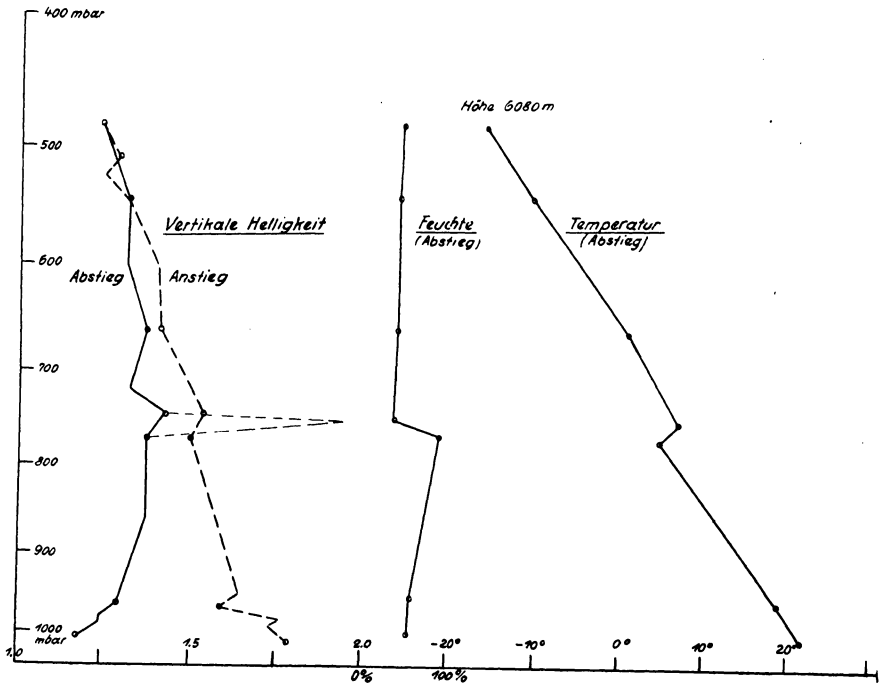 400 mbar
Höhe 6080 m
500
Vertikale Helligkeit
Feuchte
(Abstieg)
Temperatur
(Abstieg)
600
Abstieg
Anstieg
700
800
900
1000
mbar
1.0
1.5
2.0
-20°
-10°
0°
10°
20°
0%
100%